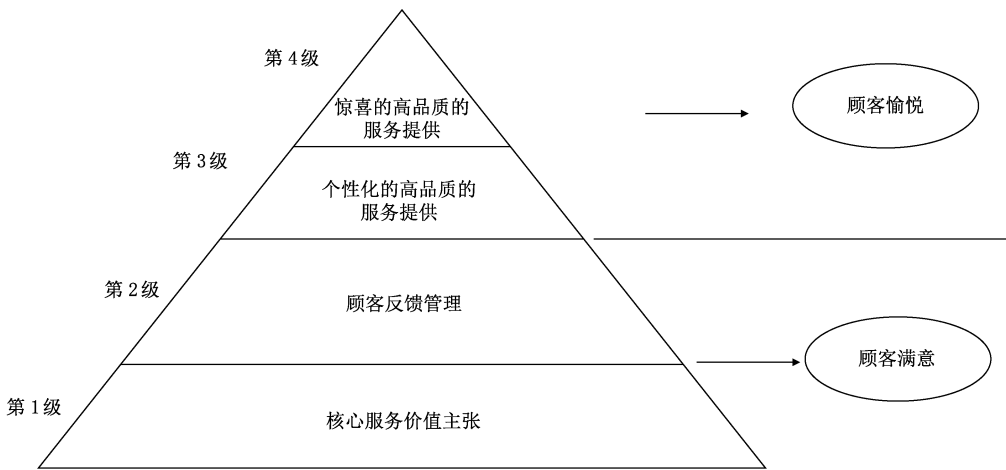 第4级
惊喜的高品质的
服务提供
顾客愉悦
第3级
个性化的高品质的
服务提供
第2级
顾客反馈管理
顾客满意
第1级
核心服务价值主张